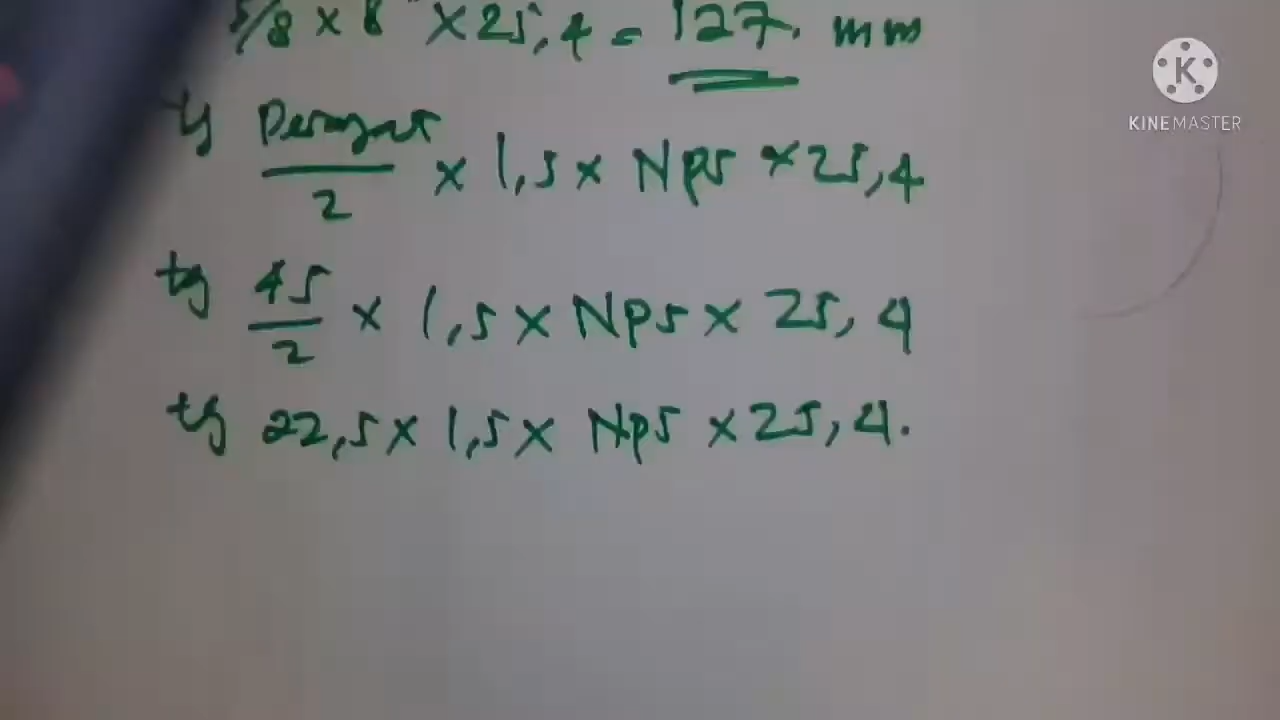 5/8 x 8" x 25,4 = 127. mm
KINEMASTER
tg Derajat/2 x 1,5 x Nps x 25,4
tg 45/2 x 1,5 x Nps x 25,4
tg 22,5 x 1,5 x Nps x 25,4.